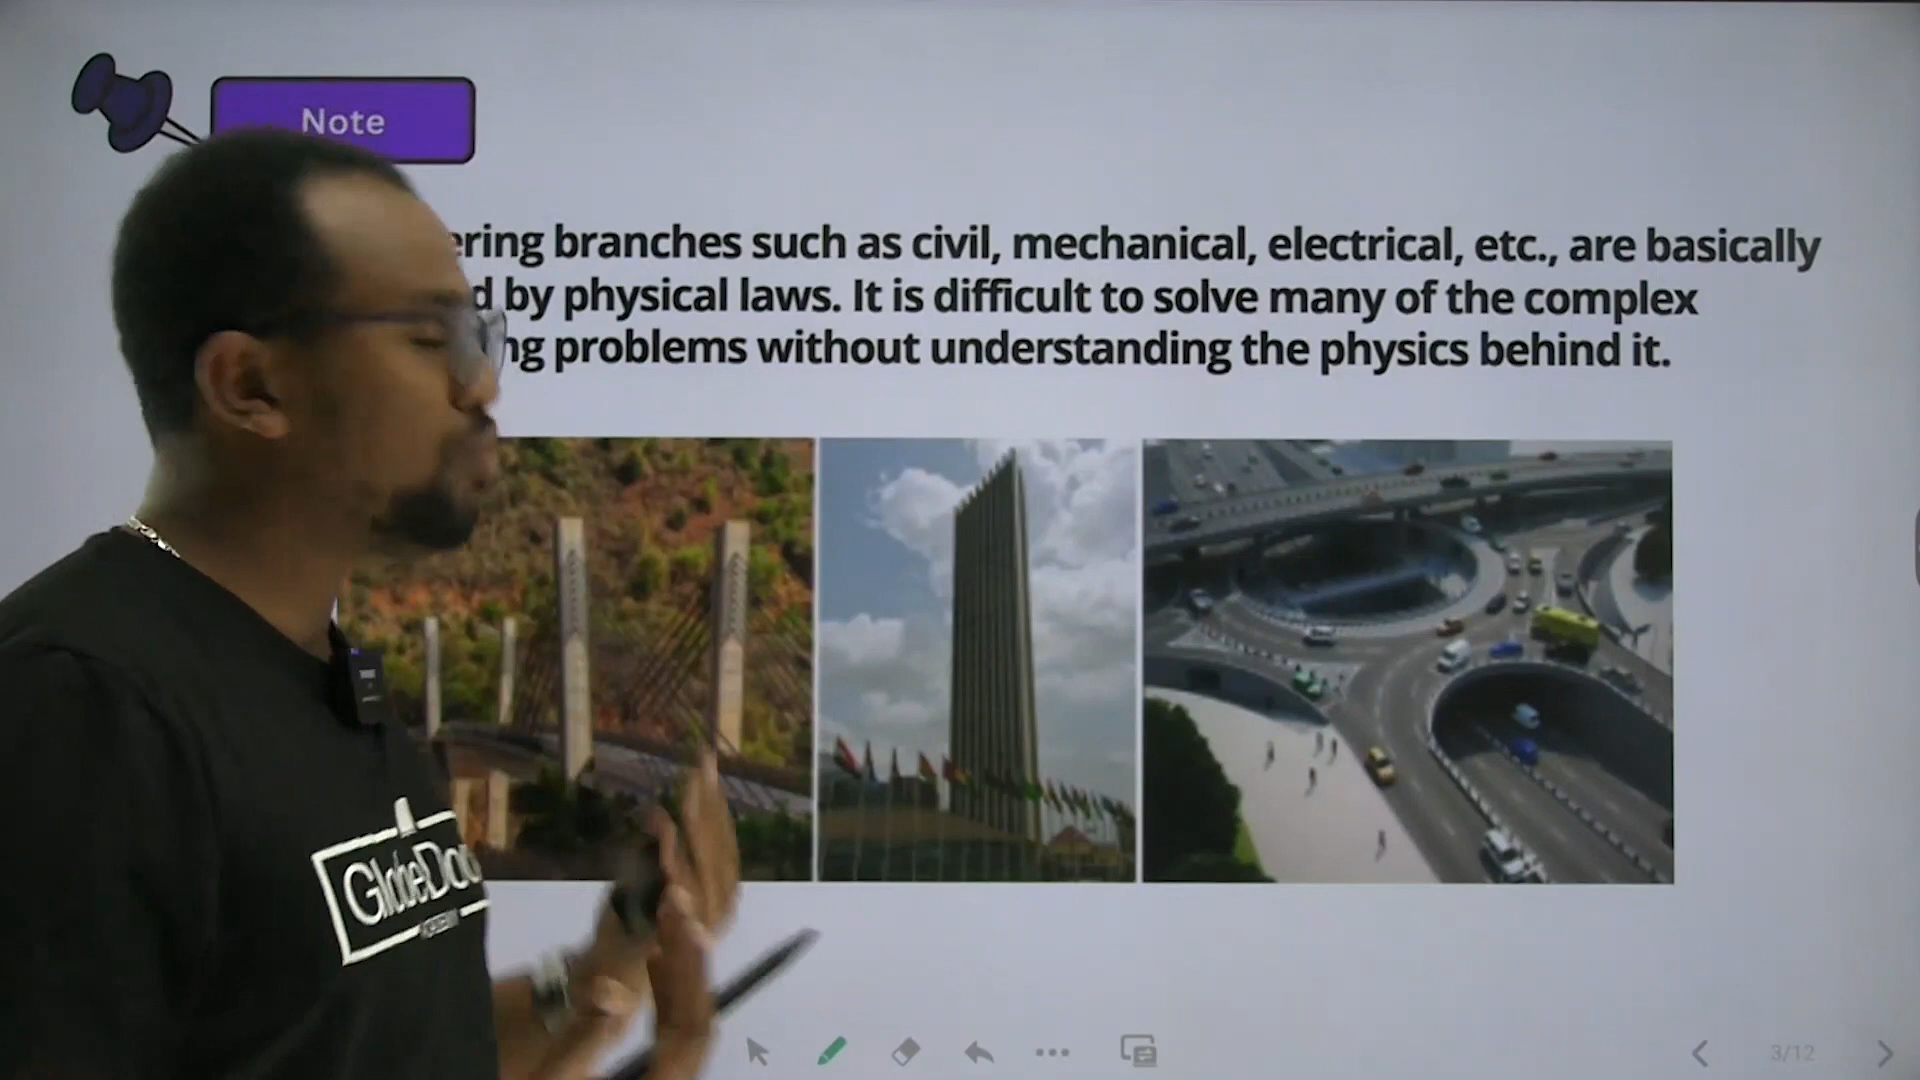 Note
ering branches such as civil, mechanical, electrical, etc., are basically
d by physical laws. It is difficult to solve many of the complex
ng problems without understanding the physics behind it.
3/12